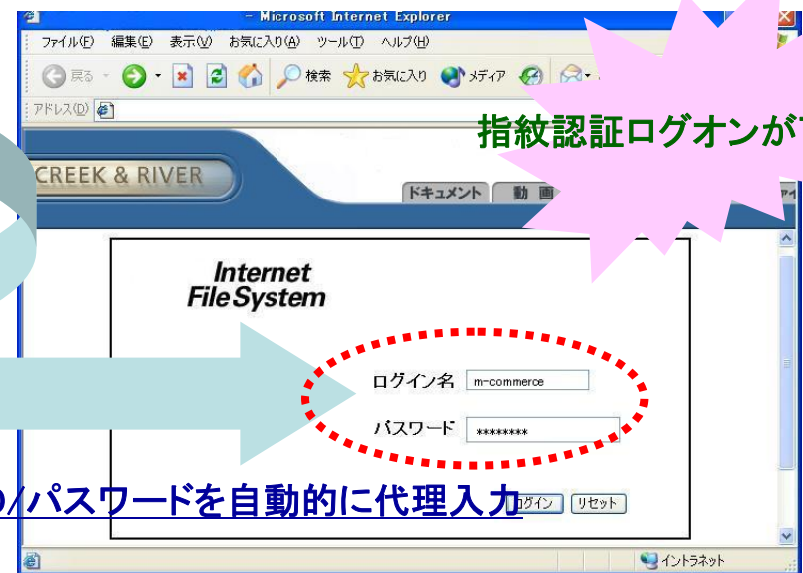 - Microsoft Internet Explorer
ファイル(F) 編集(E) 表示(V) お気に入り(A) ツール(T) ヘルプ(H)
戻る 検索 お気に入り メディア
アドレス(D)
指紋認証ログオンが
CREEK & RIVER
ドキュメント 動 画
Internet
File System
ログイン名 m-commerce
パスワード ********
/パスワードを自動的に代理入力
ログイン リセット
イントラネット